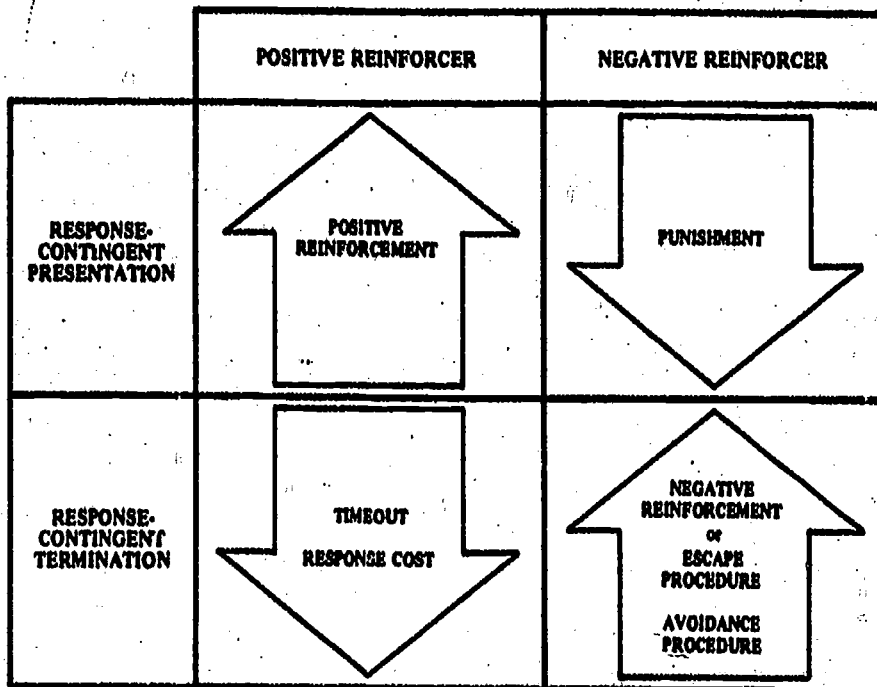 POSITIVE REINFORCER
NEGATIVE REINFORCER
RESPONSE-
CONTINGENT
PRESENTATION
POSITIVE
REINFORCEMENT
PUNISHMENT
RESPONSE-
CONTINGENT
TERMINATION
TIMEOUT
RESPONSE COST
NEGATIVE
REINFORCEMENT
or
ESCAPE
PROCEDURE
AVOIDANCE
PROCEDURE